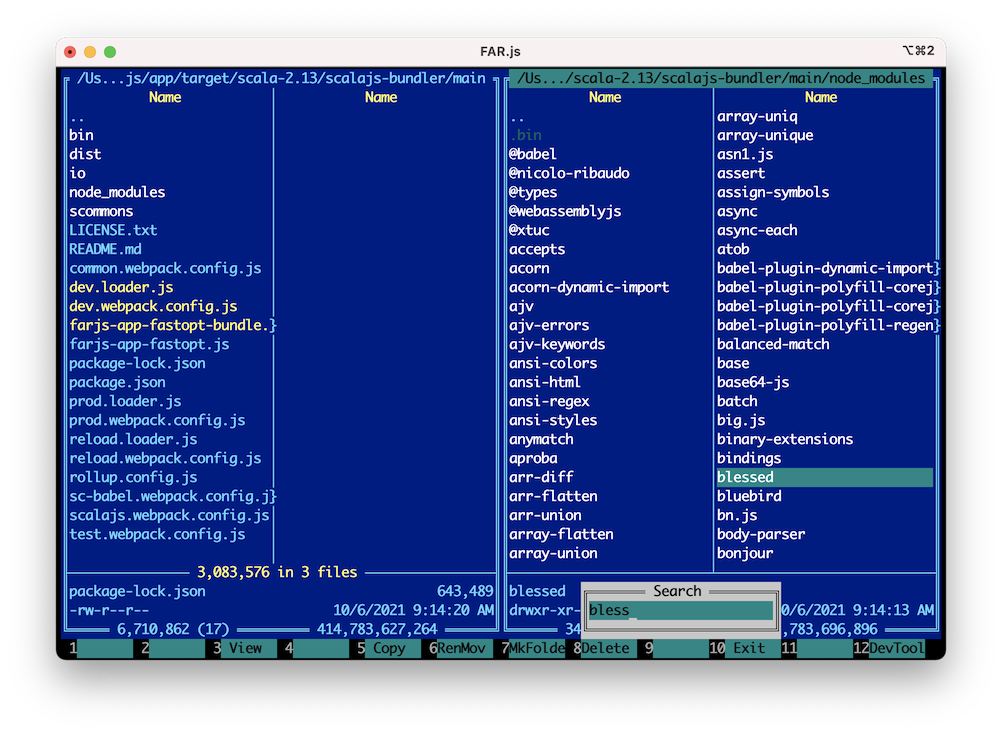 FAR.js
⌥⌘2
/Us...js/app/target/scala-2.13/scalajs-bundler/main
Name Name
..
bin
dist
io
node_modules
scommons
LICENSE.txt
README.md
common.webpack.config.js
dev.loader.js
dev.webpack.config.js
farjs-app-fastopt-bundle.}
farjs-app-fastopt.js
package-lock.json
package.json
prod.loader.js
prod.webpack.config.js
reload.loader.js
reload.webpack.config.js
rollup.config.js
sc-babel.webpack.config.j}
scalajs.webpack.config.js
test.webpack.config.js
3,083,576 in 3 files
package-lock.json 643,489
-rw-r--r-- 10/6/2021 9:14:20 AM
6,710,862 (17) 414,783,627,264
/Us.../scala-2.13/scalajs-bundler/main/node_modules
Name Name
..
.bin
@babel
@nicolo-ribaudo
@types
@webassemblyjs
@xtuc
accepts
acorn
acorn-dynamic-import
ajv
ajv-errors
ajv-keywords
ansi-colors
ansi-html
ansi-regex
ansi-styles
anymatch
aproba
arr-diff
arr-flatten
arr-union
array-flatten
array-union
array-uniq
array-unique
asn1.js
assert
assign-symbols
async
async-each
atob
babel-plugin-dynamic-import}
babel-plugin-polyfill-corej}
babel-plugin-polyfill-corej}
babel-plugin-polyfill-regen}
balanced-match
base
base64-js
batch
big.js
binary-extensions
bindings
blessed
bluebird
bn.js
body-parser
bonjour
blessed
drwxr-xr- 0/6/2021 9:14:13 AM
34 ,783,696,896
Search
bless
1 2 3 View 4 5 Copy 6RenMov 7MkFolde 8Delete 9 10 Exit 11 12DevTool